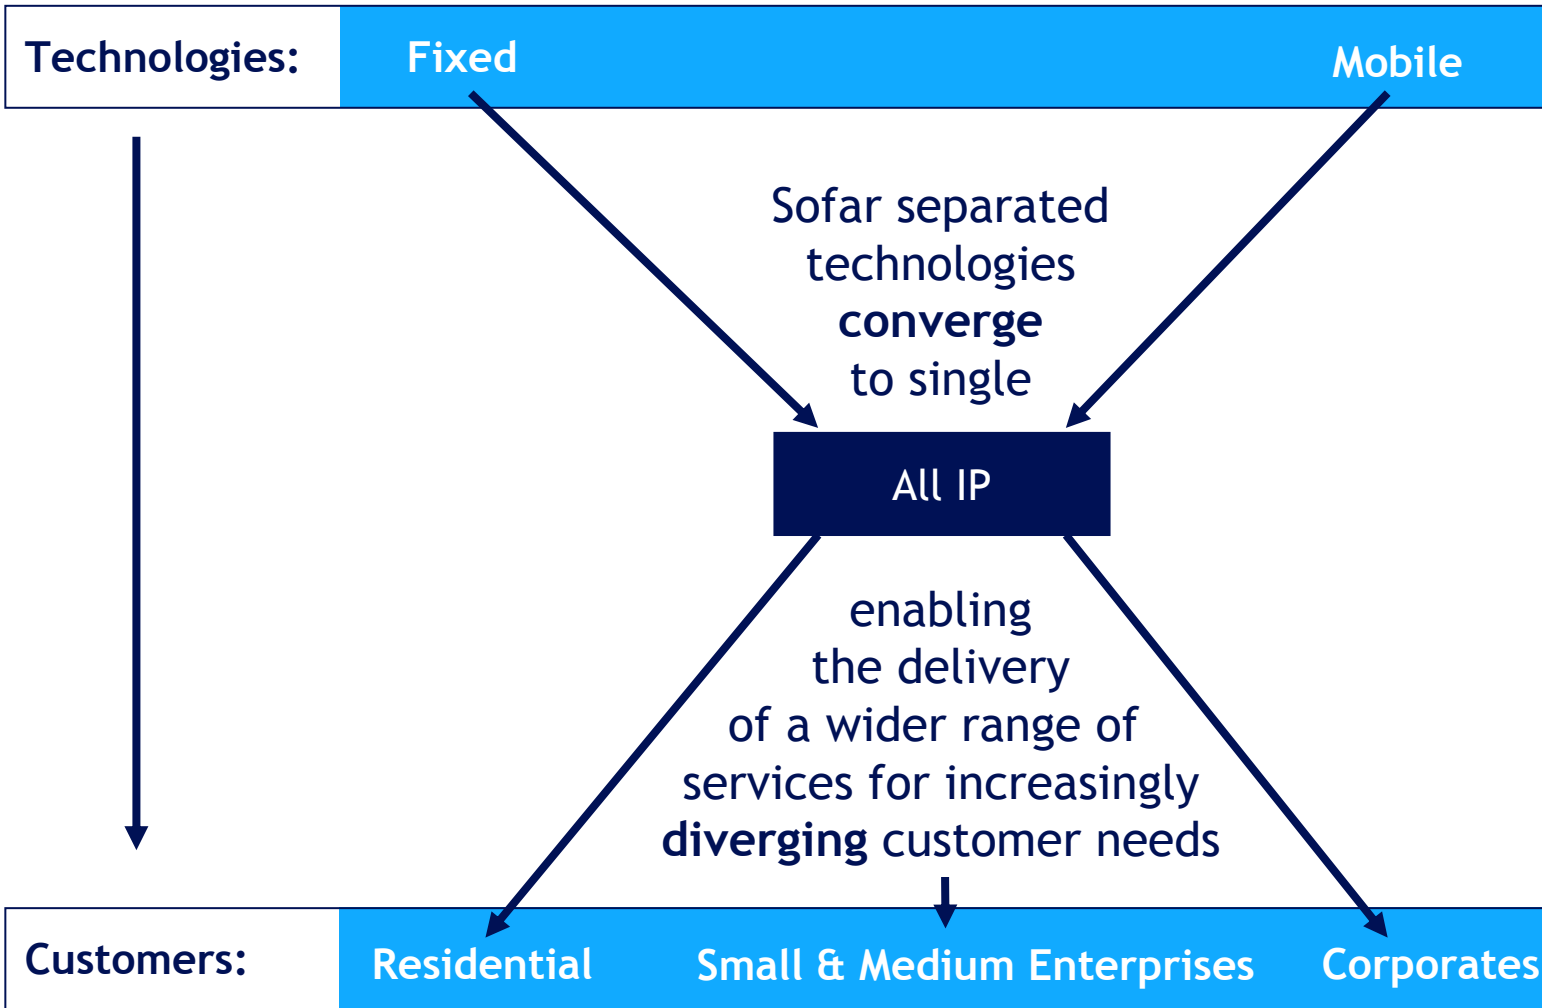 Technologies:
Fixed
Mobile
Sofar separated
technologies
converge
to single
All IP
enabling
the delivery
of a wider range of
services for increasingly
diverging customer needs
Customers:
Residential
Small & Medium Enterprises
Corporates